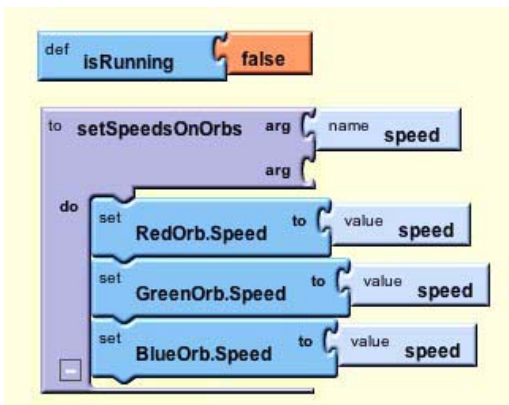 def isRunning false
to setSpeedsOnOrbs arg name speed
arg
do set RedOrb.Speed to value speed
set GreenOrb.Speed to value speed
set BlueOrb.Speed to value speed